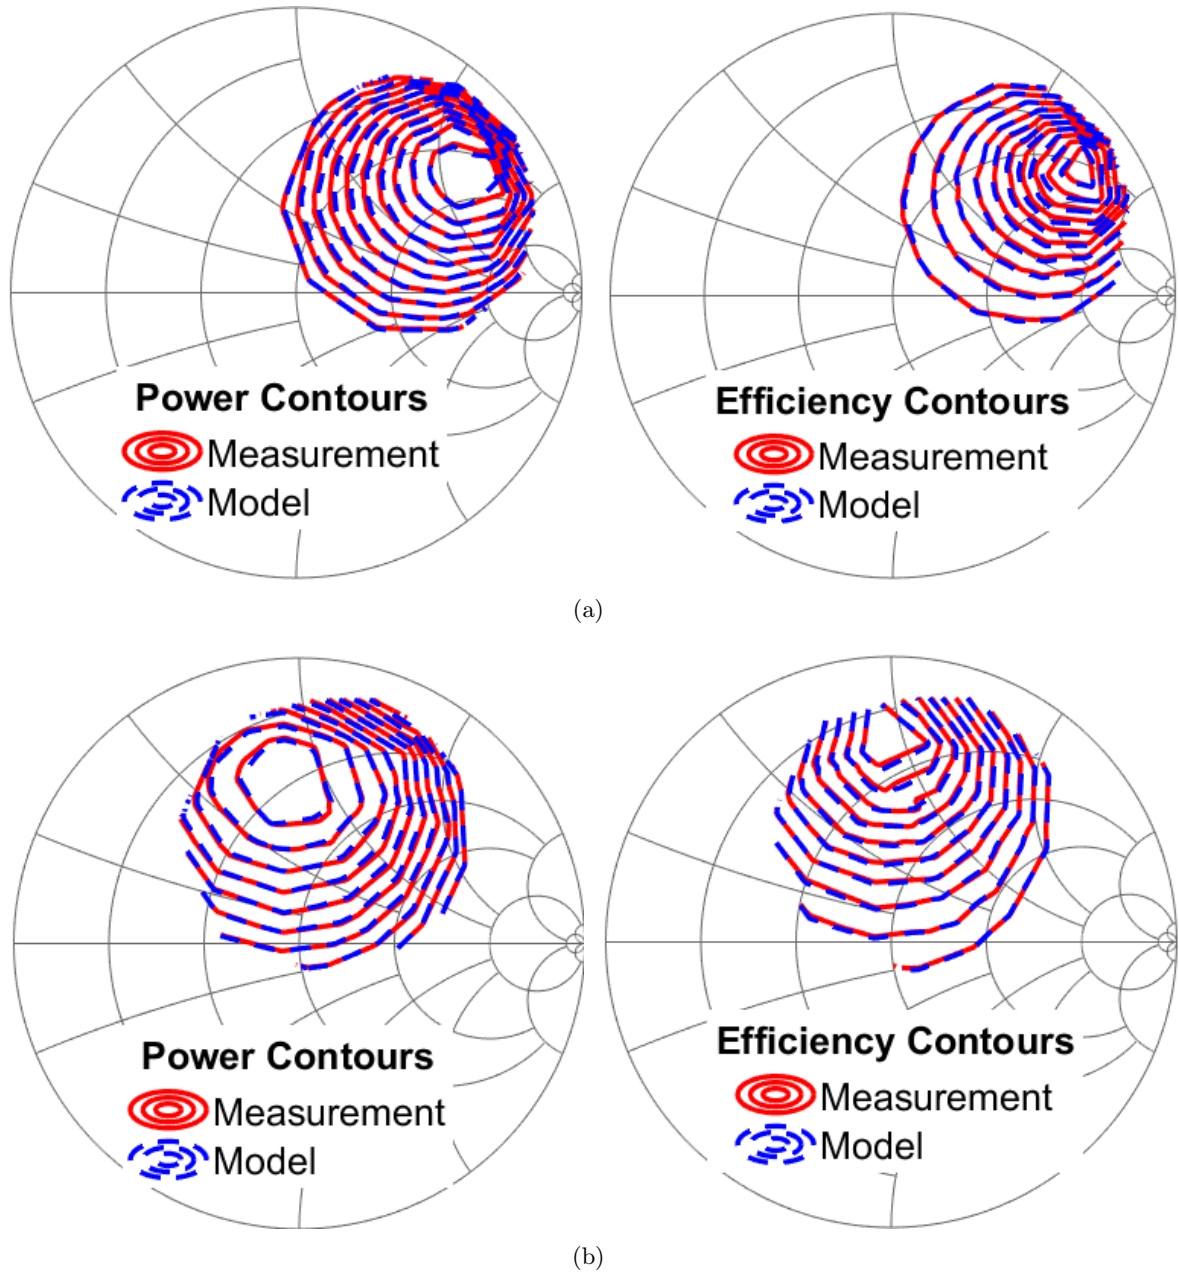 Power Contours
Measurement
Model
Efficiency Contours
Measurement
Model
(a)
Power Contours
Measurement
Model
Efficiency Contours
Measurement
Model
(b)